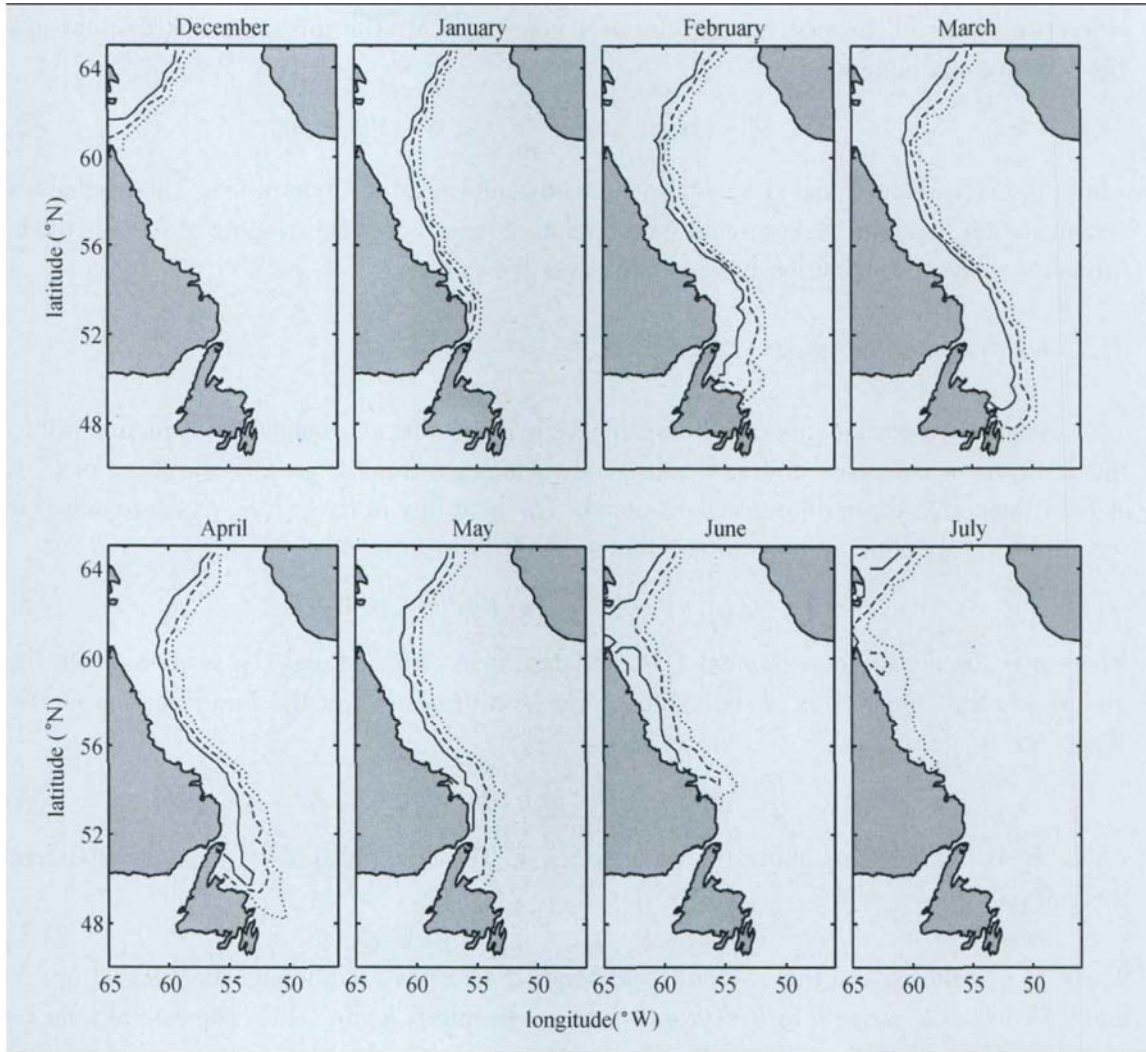 December January February March
64
60
56
52
48
latitude (°N)
April May June July
64
60
56
52
48
latitude (°N)
65 60 55 50 65 60 55 50 65 60 55 50 65 60 55 50
longitude(°W)